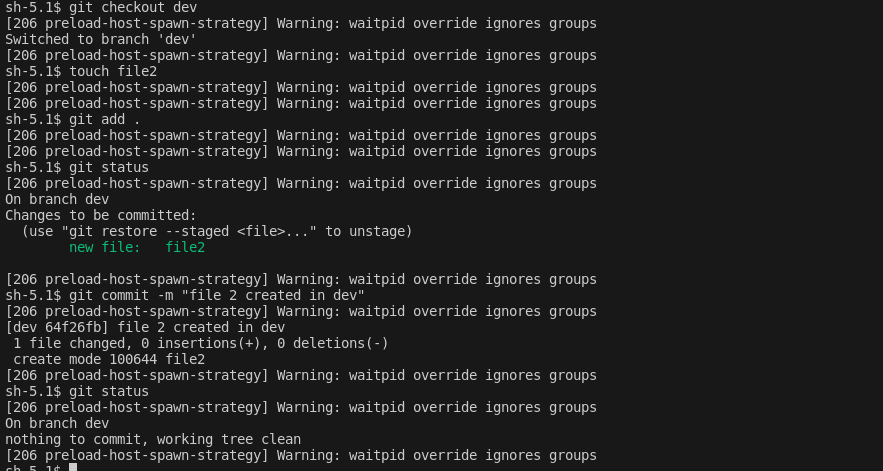 sh-5.1$ git checkout dev
[206 preload-host-spawn-strategy] Warning: waitpid override ignores groups
Switched to branch 'dev'
[206 preload-host-spawn-strategy] Warning: waitpid override ignores groups
sh-5.1$ touch file2
[206 preload-host-spawn-strategy] Warning: waitpid override ignores groups
[206 preload-host-spawn-strategy] Warning: waitpid override ignores groups
sh-5.1$ git add .
[206 preload-host-spawn-strategy] Warning: waitpid override ignores groups
[206 preload-host-spawn-strategy] Warning: waitpid override ignores groups
sh-5.1$ git status
[206 preload-host-spawn-strategy] Warning: waitpid override ignores groups
On branch dev
Changes to be committed:
  (use "git restore --staged <file>..." to unstage)
        new file:   file2

[206 preload-host-spawn-strategy] Warning: waitpid override ignores groups
sh-5.1$ git commit -m "file 2 created in dev"
[206 preload-host-spawn-strategy] Warning: waitpid override ignores groups
[dev 64f26fb] file 2 created in dev
 1 file changed, 0 insertions(+), 0 deletions(-)
 create mode 100644 file2
[206 preload-host-spawn-strategy] Warning: waitpid override ignores groups
sh-5.1$ git status
[206 preload-host-spawn-strategy] Warning: waitpid override ignores groups
On branch dev
nothing to commit, working tree clean
[206 preload-host-spawn-strategy] Warning: waitpid override ignores groups
sh-5.1$